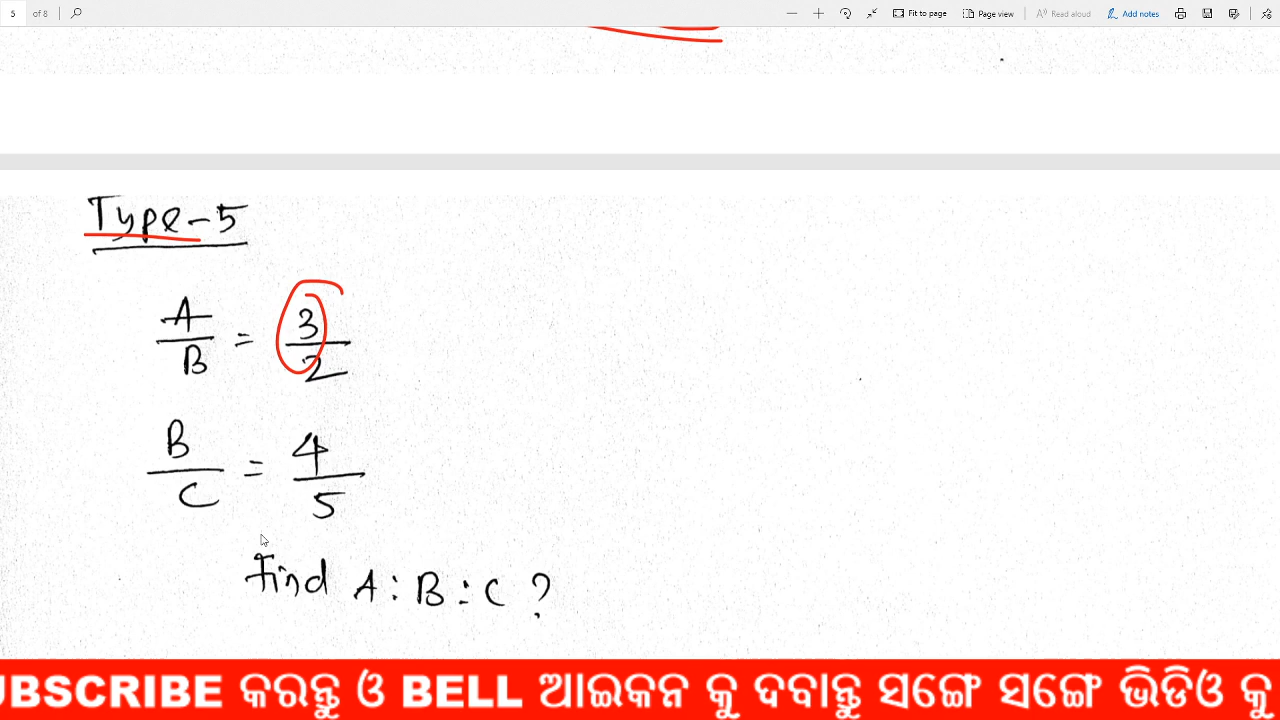 5 of 8 Fit to page Page view Read aloud Add notes
Type-5
A/B = 3/2
B/C = 4/5
Find A : B : C ?
UBSCRIBE କରନ୍ତୁ ଓ BELL ଆଇକନ କୁ ଦବାନ୍ତୁ ସଙ୍ଗେ ସଙ୍ଗେ ଭିଡିଓ କୁ